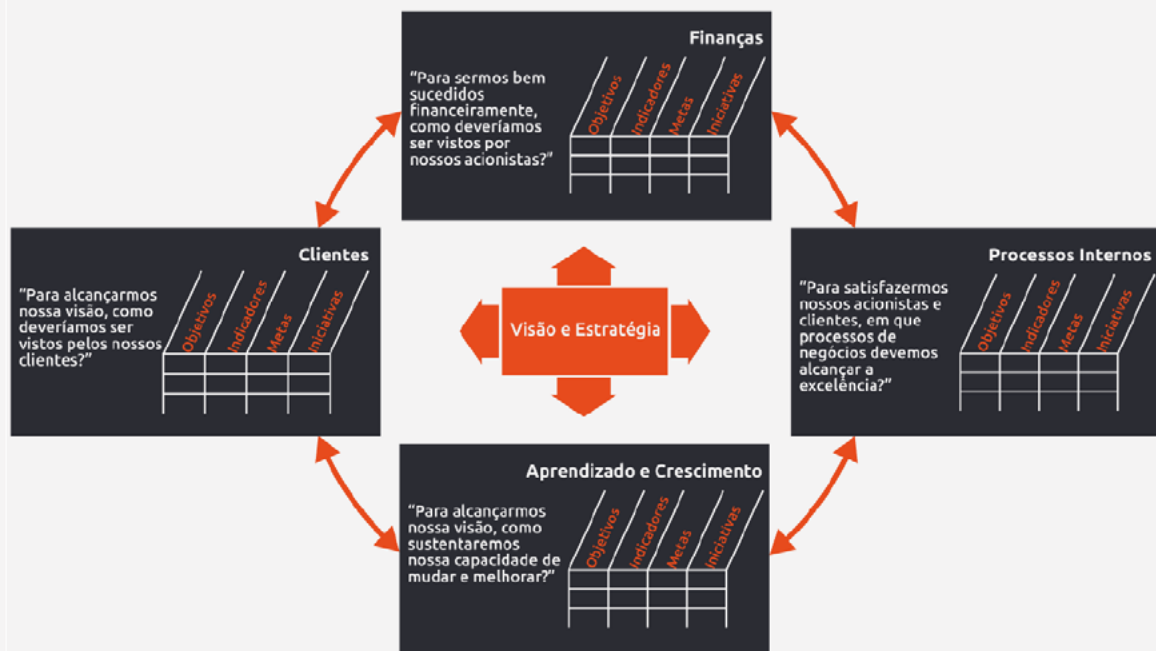 Finanças
“Para sermos bem
sucedidos
financeiramente,
como deveríamos
ser vistos por
nossos acionistas?”
Objetivos
Indicadores
Metas
Iniciativas
Clientes
“Para alcançarmos
nossa visão, como
deveríamos ser
vistos pelos nossos
clientes?”
Objetivos
Indicadores
Metas
Iniciativas
Visão e Estratégia
Processos Internos
“Para satisfazermos
nossos acionistas e
clientes, em que
processos de
negócios devemos
alcançar a
excelência?”
Objetivos
Indicadores
Metas
Iniciativas
Aprendizado e Crescimento
“Para alcançarmos
nossa visão, como
sustentaremos
nossa capacidade de
mudar e melhorar?”
Objetivos
Indicadores
Metas
Iniciativas